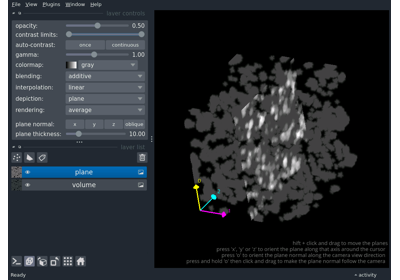 File View Plugins Window Help
layer controls
opacity: 0.50
contrast limits:
auto-contrast: once continuous
gamma: 1.00
colormap: gray
blending: additive
interpolation: linear
depiction: plane
rendering: average
plane normal: x y z oblique
plane thickness: 10.00
layer list
plane
volume
shift + click and drag to move the planes
press 'x', 'y' or 'z' to orient the plane along that axis around the cursor
press 'o' to orient the plane normal along the camera view direction
press and hold 'o' then click and drag to make the plane normal follow the camera
Ready
activity